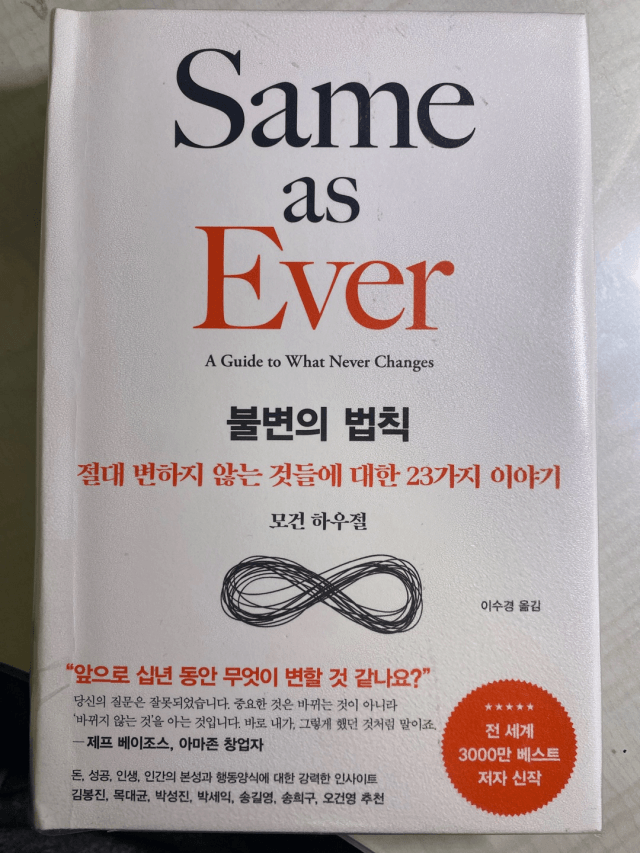 Same
as
Ever
A Guide to What Never Changes
불변의 법칙
절대 변하지 않는 것들에 대한 23가지 이야기
모건 하우절
이수경 옮김
“앞으로 십년 동안 무엇이 변할 것 같나요?”
당신의 질문은 잘못되었습니다. 중요한 것은 바뀌는 것이 아니라
‘바뀌지 않는 것’을 아는 것입니다. 바로 내가, 그렇게 했던 것처럼 말이죠.
— 제프 베이조스, 아마존 창업자
돈, 성공, 인생, 인간의 본성과 행동양식에 대한 강력한 인사이트
김봉진, 목대균, 박성진, 박세익, 송길영, 송희구, 오건영 추천
★★★★★
전 세계
3000만 베스트
저자 신작